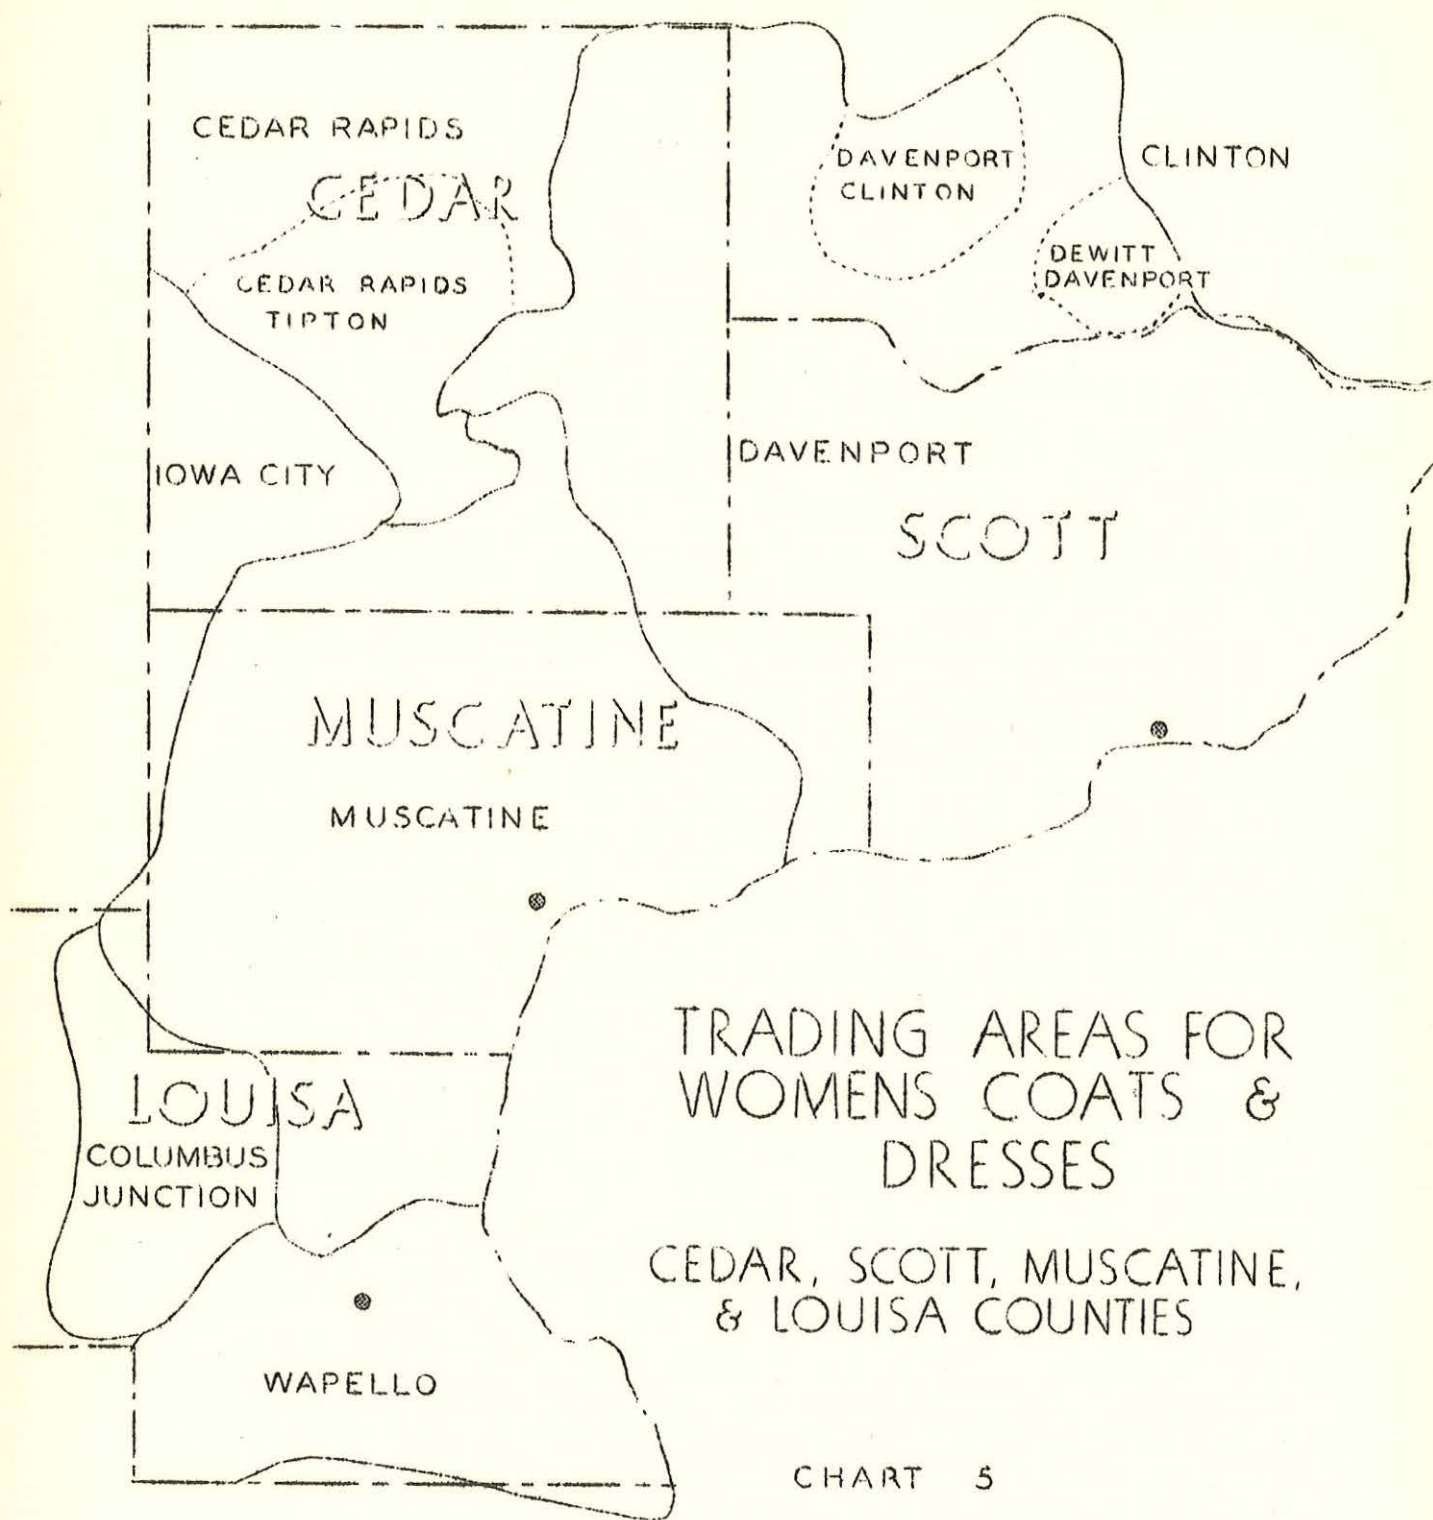 CEDAR RAPIDS
CEDAR
CEDAR RAPIDS
TIPTON
IOWA CITY
DAVENPORT
CLINTON
CLINTON
DEWITT
DAVENPORT
DAVENPORT
SCOTT
MUSCATINE
MUSCATINE
LOUISA
COLUMBUS
JUNCTION
WAPELLO
TRADING AREAS FOR
WOMENS COATS &
DRESSES
CEDAR, SCOTT, MUSCATINE,
& LOUISA COUNTIES
CHART 5